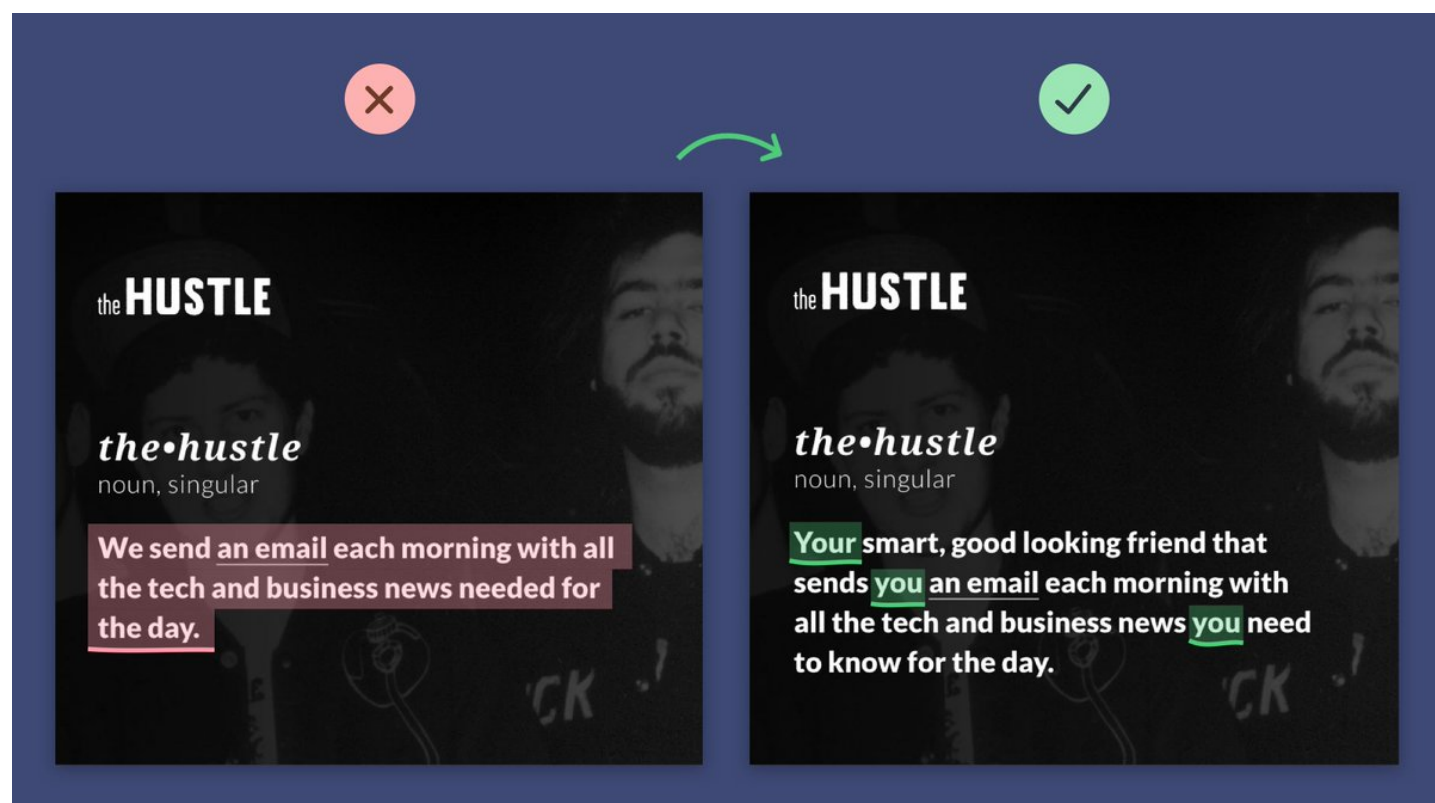 the HUSTLE
the•hustle
noun, singular
We send an email each morning with all
the tech and business news needed for
the day.
the HUSTLE
the•hustle
noun, singular
Your smart, good looking friend that
sends you an email each morning with
all the tech and business news you need
to know for the day.